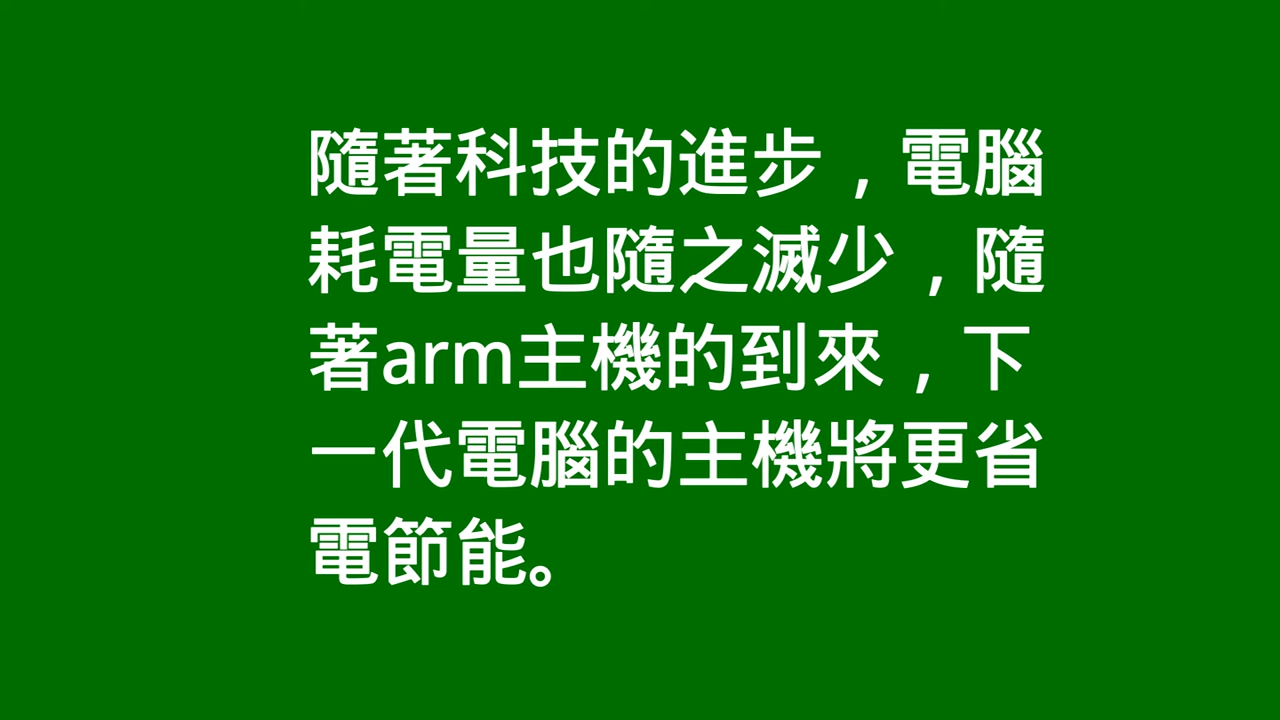 隨著科技的進步，電腦
耗電量也隨之滅少，隨
著arm主機的到來，下
一代電腦的主機將更省
電節能。